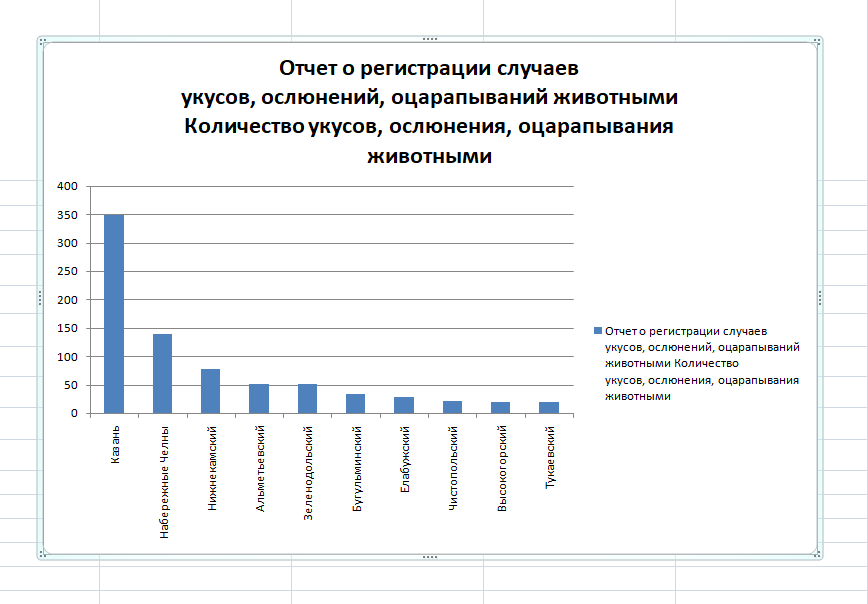 Отчет о регистрации случаев
укусов, ослюнений, оцарапываний животными
Количество укусов, ослюнения, оцарапывания
животными
400
350
300
250
200
150
100
50
0
Казань
Набережные Челны
Нижнекамский
Альметьевский
Зеленодольский
Бугульминский
Елабужский
Чистопольский
Высокогорский
Тукаевский
Отчет о регистрации случаев
укусов, ослюнений, оцарапываний
животными Количество
укусов, ослюнения, оцарапывания
животными